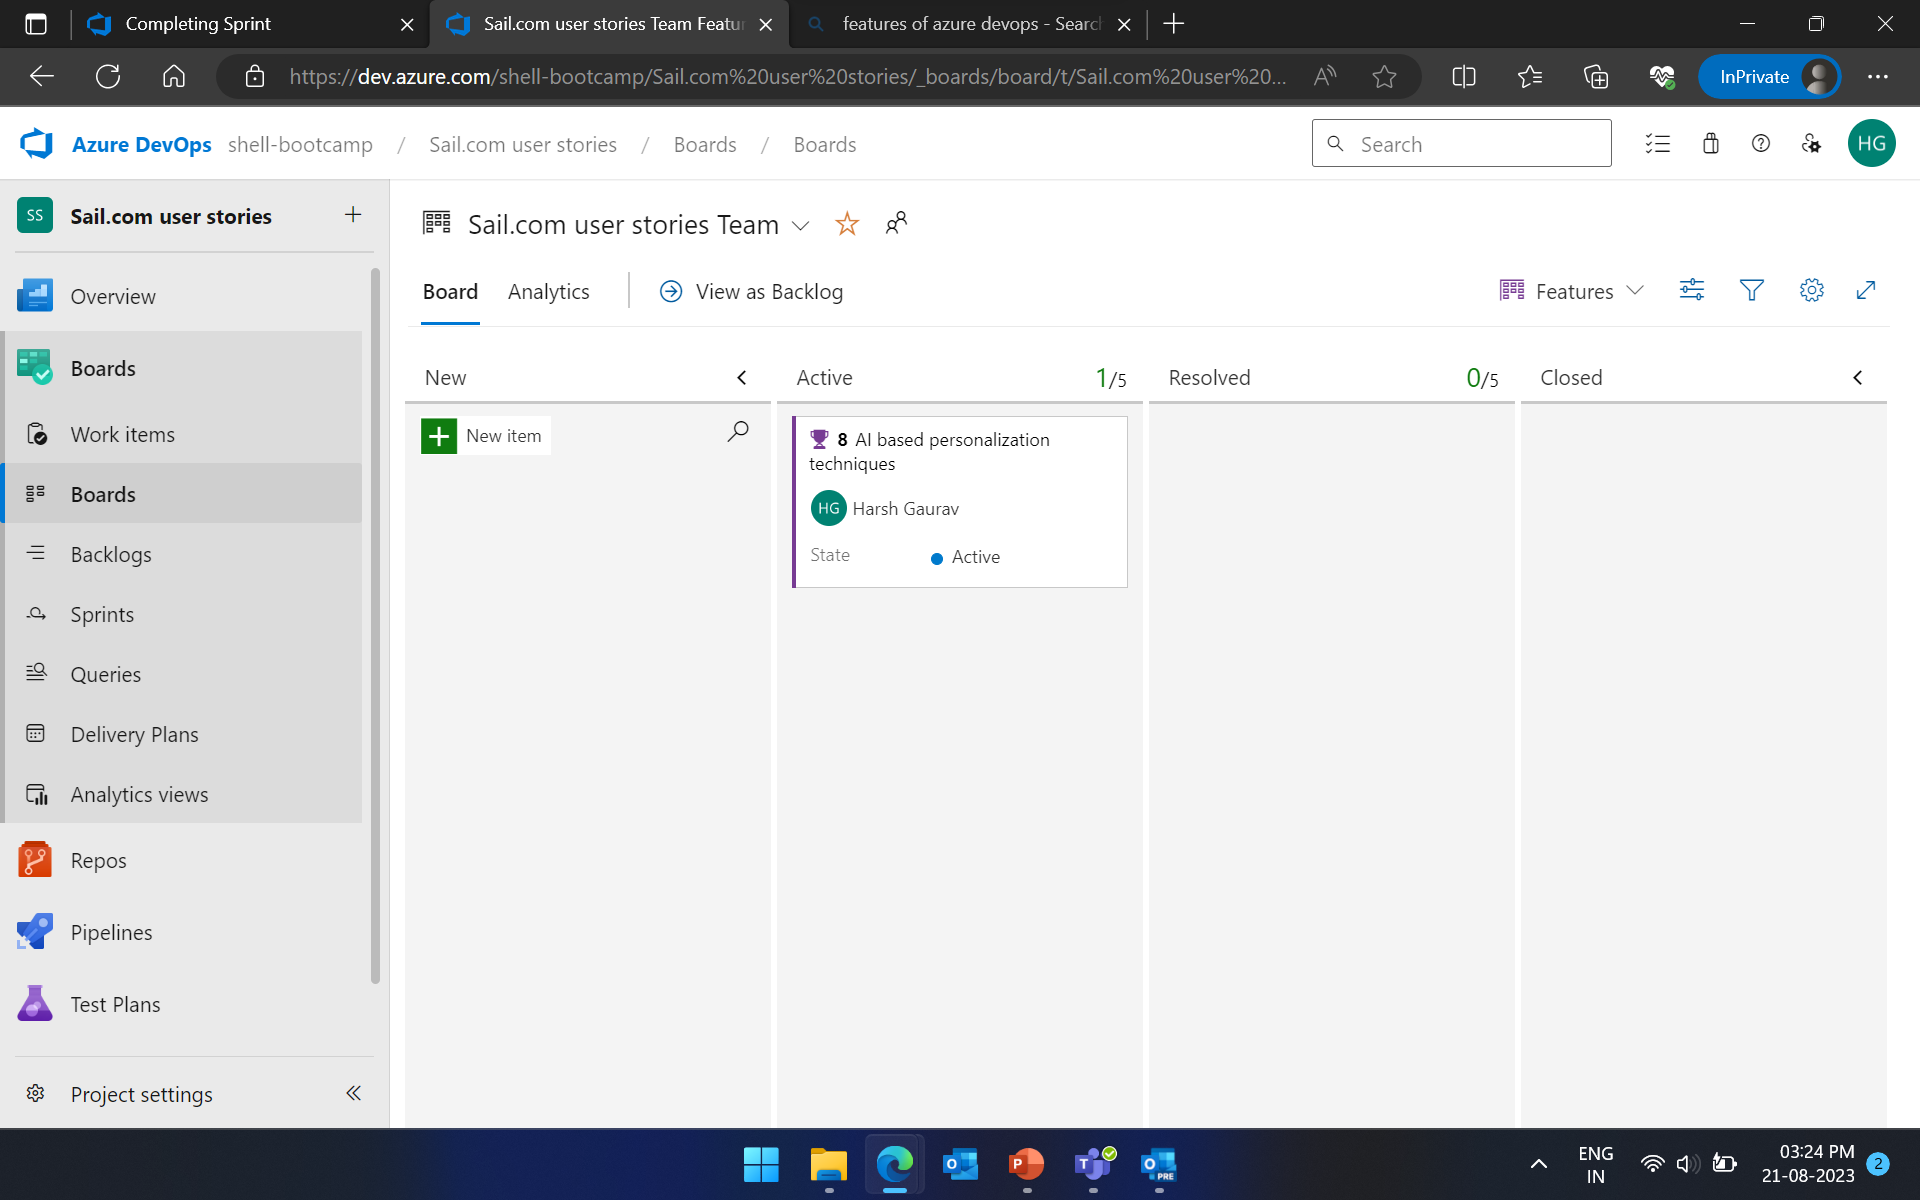 Completing Sprint
Sail.com user stories Team Featur
features of azure devops - Search
https://dev.azure.com/shell-bootcamp/Sail.com%20user%20stories/_boards/board/t/Sail.com%20user%20...
InPrivate
Azure DevOps shell-bootcamp / Sail.com user stories / Boards / Boards
Search
HG
SS Sail.com user stories
Overview
Boards
Work items
Boards
Backlogs
Sprints
Queries
Delivery Plans
Analytics views
Repos
Pipelines
Test Plans
Project settings
Sail.com user stories Team
Board Analytics View as Backlog
Features
New
New item
Active 1/5
8 AI based personalization
techniques
HG Harsh Gaurav
State Active
Resolved 0/5
Closed
ENG
IN
03:24 PM
21-08-2023
2
PRE